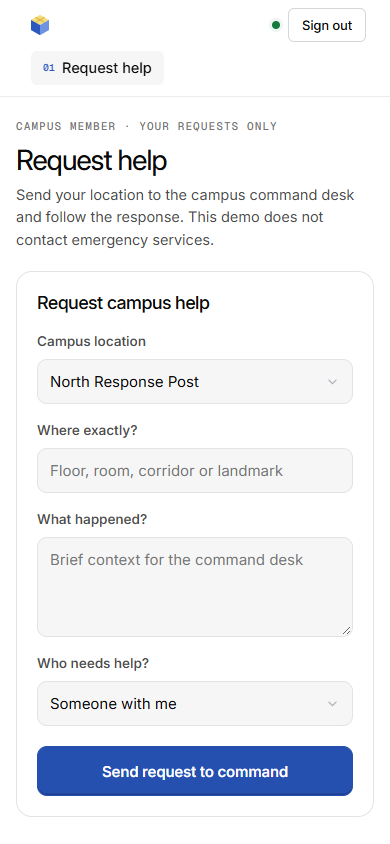 Sign out
01 Request help
CAMPUS MEMBER · YOUR REQUESTS ONLY
Request help
Send your location to the campus command desk
and follow the response. This demo does not
contact emergency services.
Request campus help
Campus location
North Response Post
Where exactly?
Floor, room, corridor or landmark
What happened?
Brief context for the command desk
Who needs help?
Someone with me
Send request to command